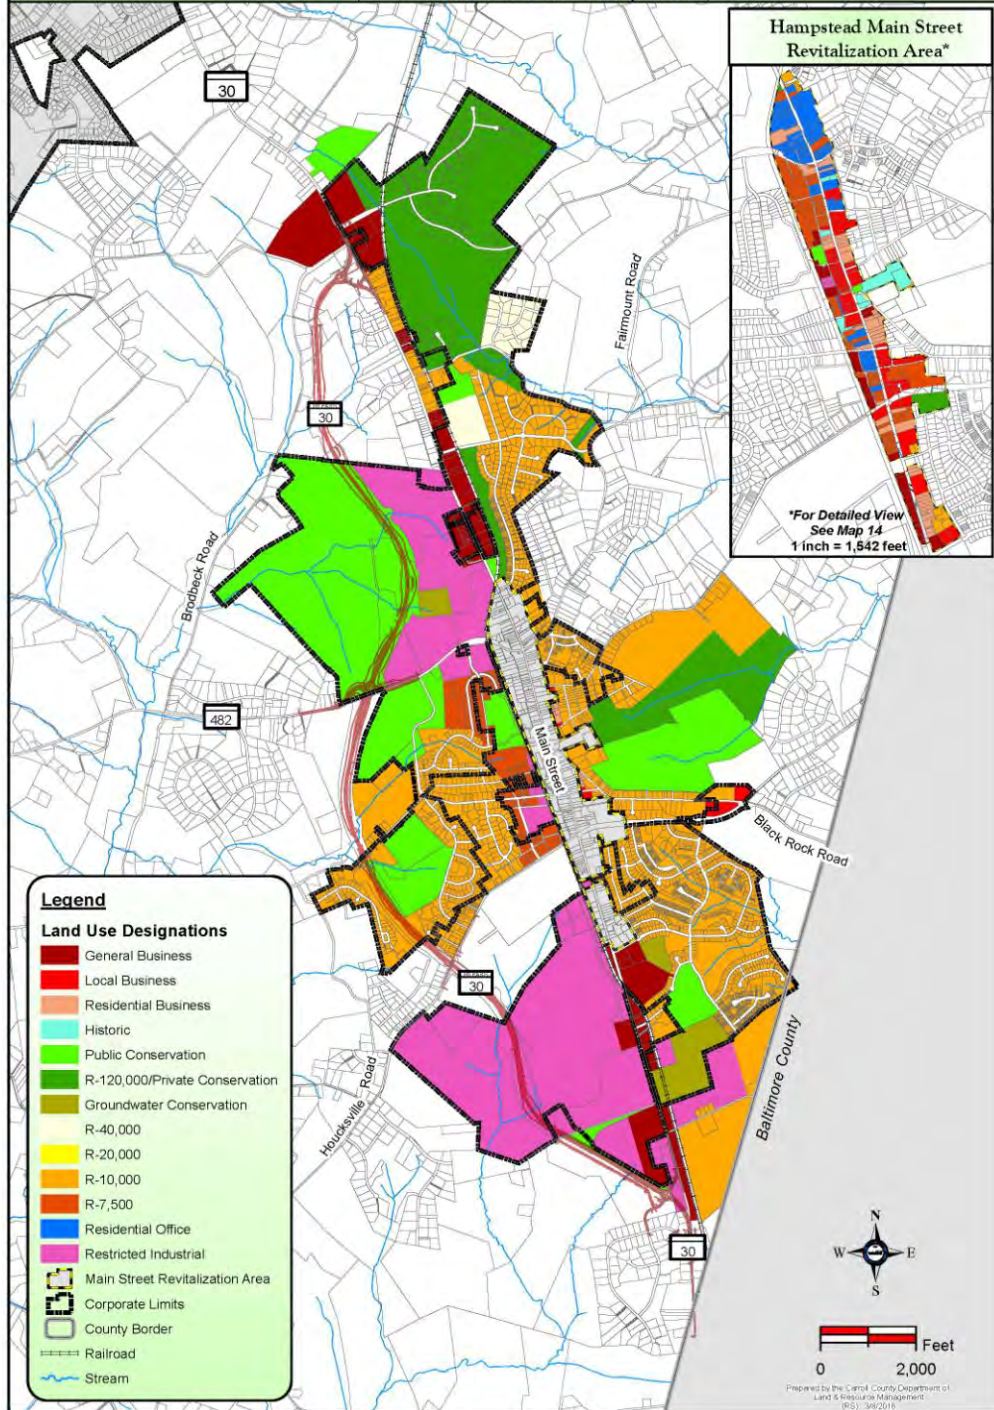 Hampstead Main Street
Revitalization Area*
30
Fairmount Road
30
*For Detailed View
See Map 14
1 inch = 1,542 feet
Brodbeck Road
482
Main Street
Black Rock Road
Legend
Land Use Designations
General Business
Local Business
Residential Business
Historic
Public Conservation
R-120,000/Private Conservation
Groundwater Conservation
R-40,000
R-20,000
R-10,000
R-7,500
Residential Office
Restricted Industrial
Main Street Revitalization Area
Corporate Limits
County Border
Railroad
Stream
30
Houcksville Road
Baltimore County
30
N
W
E
S
Feet
0
2,000
Prepared by the Carroll County Department of
Land & Resource Management